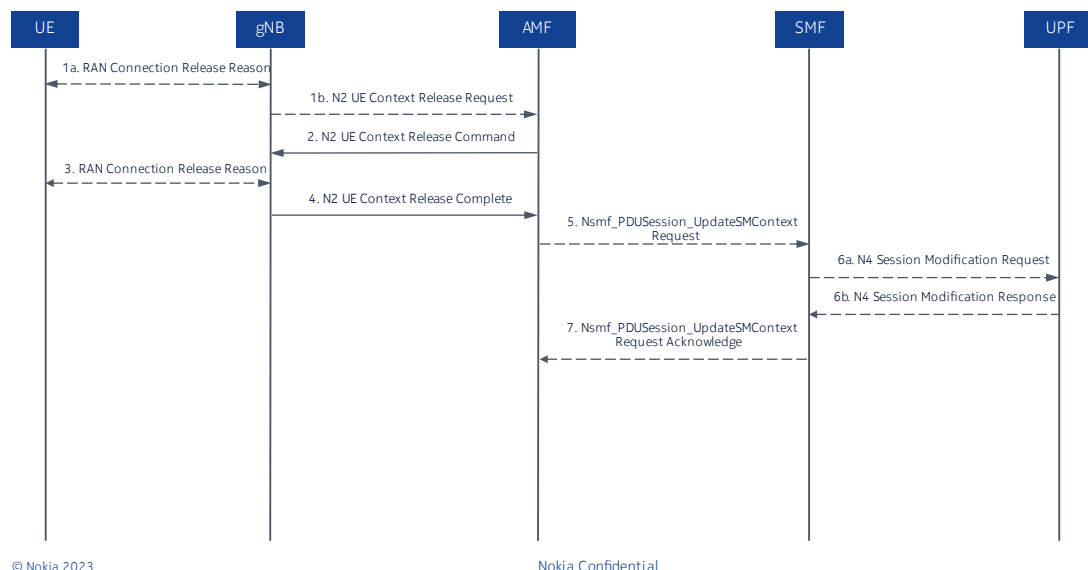 UE
gNB
AMF
SMF
UPF
1a. RAN Connection Release Reason
1b. N2 UE Context Release Request
2. N2 UE Context Release Command
3. RAN Connection Release Reason
4. N2 UE Context Release Complete
5. Nsmf_PDUSession_UpdateSMContext
Request
6a. N4 Session Modification Request
6b. N4 Session Modification Response
7. Nsmf_PDUSession_UpdateSMContext
Request Acknowledge
© Nokia 2023
Nokia Confidential